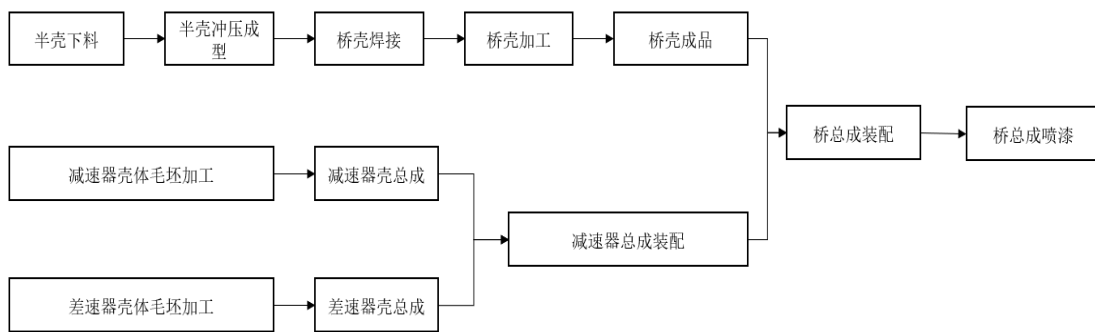 半壳下料
半壳冲压成
型
桥壳焊接
桥壳加工
桥壳成品
桥总成装配
桥总成喷漆
减速器壳体毛坯加工
减速器壳总成
减速器总成装配
差速器壳体毛坯加工
差速器壳总成